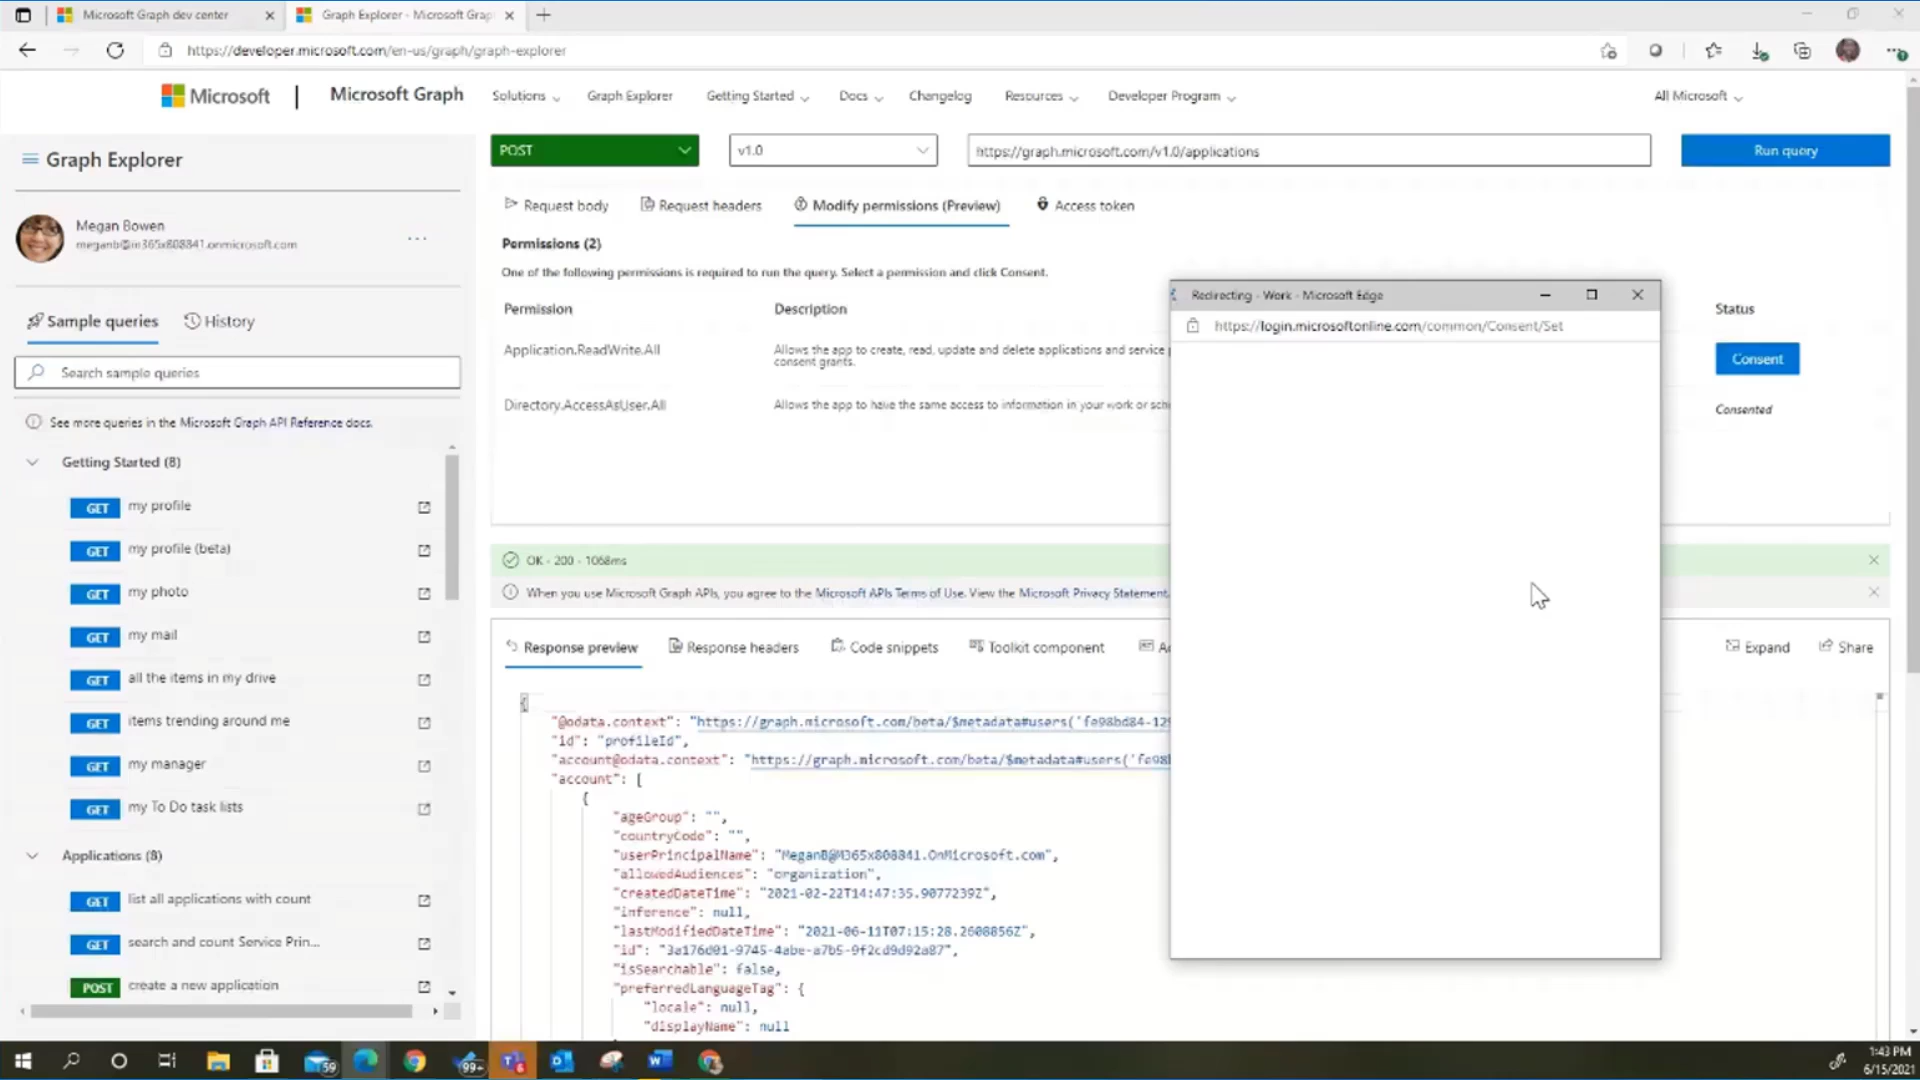 Microsoft Graph dev center
Graph Explorer - Microsoft Grap
https://developer.microsoft.com/en-us/graph/graph-explorer
Microsoft
Microsoft Graph
Solutions
Graph Explorer
Getting Started
Docs
Changelog
Resources
Developer Program
All Microsoft
Graph Explorer
POST
v1.0
https://graph.microsoft.com/v1.0/applications
Run query
Megan Bowen
meganb@m365x808841.onmicrosoft.com
...
Request body
Request headers
Modify permissions (Preview)
Access token
Permissions (2)
One of the following permissions is required to run the query. Select a permission and click Consent.
Permission
Description
Status
Application.ReadWrite.All
Allows the app to create, read, update and delete applications and service p
consent grants.
Consent
Directory.AccessAsUser.All
Allows the app to have the same access to information in your work or sch
Consented
Redirecting - Work - Microsoft Edge
https://login.microsoftonline.com/common/Consent/Set
Sample queries
History
Search sample queries
See more queries in the Microsoft Graph API Reference docs.
Getting Started (8)
GET my profile
GET my profile (beta)
GET my photo
GET my mail
GET all the items in my drive
GET items trending around me
GET my manager
GET my To Do task lists
Applications (8)
GET list all applications with count
GET search and count Service Prin...
POST create a new application
OK - 200 - 1068ms
When you use Microsoft Graph APIs, you agree to the Microsoft APIs Terms of Use. View the Microsoft Privacy Statement.
Response preview
Response headers
Code snippets
Toolkit component
Expand
Share
{
"@odata.context": "https://graph.microsoft.com/beta/$metadata#users('fe98bd84-129
"id": "profileId",
"account@odata.context": "https://graph.microsoft.com/beta/$metadata#users('fe98b
"account": [
{
"ageGroup": "",
"countryCode": "",
"userPrincipalName": "MeganB@M365x808841.OnMicrosoft.com",
"allowedAudiences": "organization",
"createdDateTime": "2021-02-22T14:47:35.9077239Z",
"inference": null,
"lastModifiedDateTime": "2021-06-11T07:15:28.2608856Z",
"id": "3a176d01-9745-4abe-a7b5-9f2cd9d92a87",
"isSearchable": false,
"preferredLanguageTag": {
"locale": null,
"displayName": null
59
99+
6
1:43 PM
6/15/2021